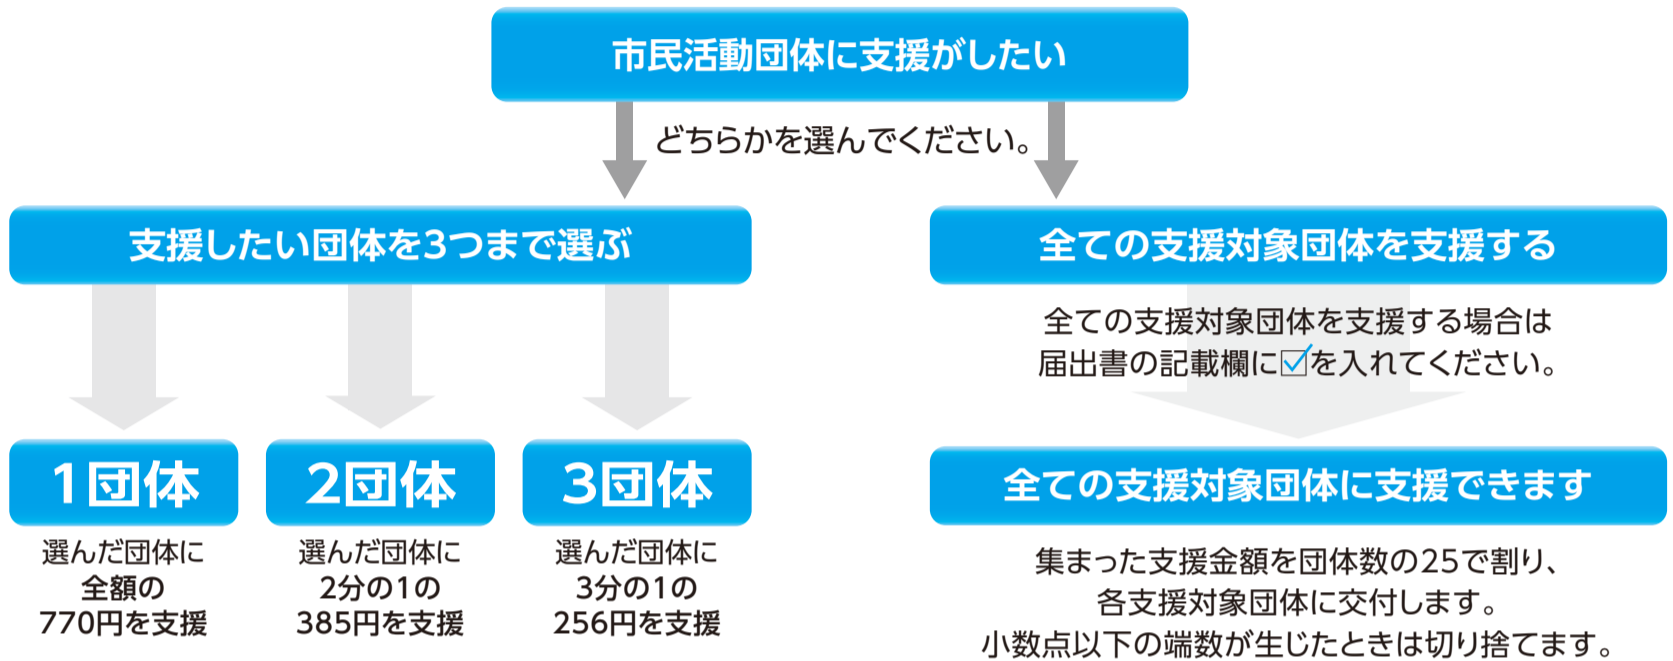 市民活動団体に支援がしたい
どちらかを選んでください。
支援したい団体を3つまで選ぶ
1団体
選んだ団体に
全額の
770円を支援
2団体
選んだ団体に
2分の1の
385円を支援
3団体
選んだ団体に
3分の1の
256円を支援
全ての支援対象団体を支援する
全ての支援対象団体を支援する場合は
届出書の記載欄に☑を入れてください。
全ての支援対象団体に支援できます
集まった支援金額を団体数の25で割り、
各支援対象団体に交付します。
小数点以下の端数が生じたときは切り捨てます。